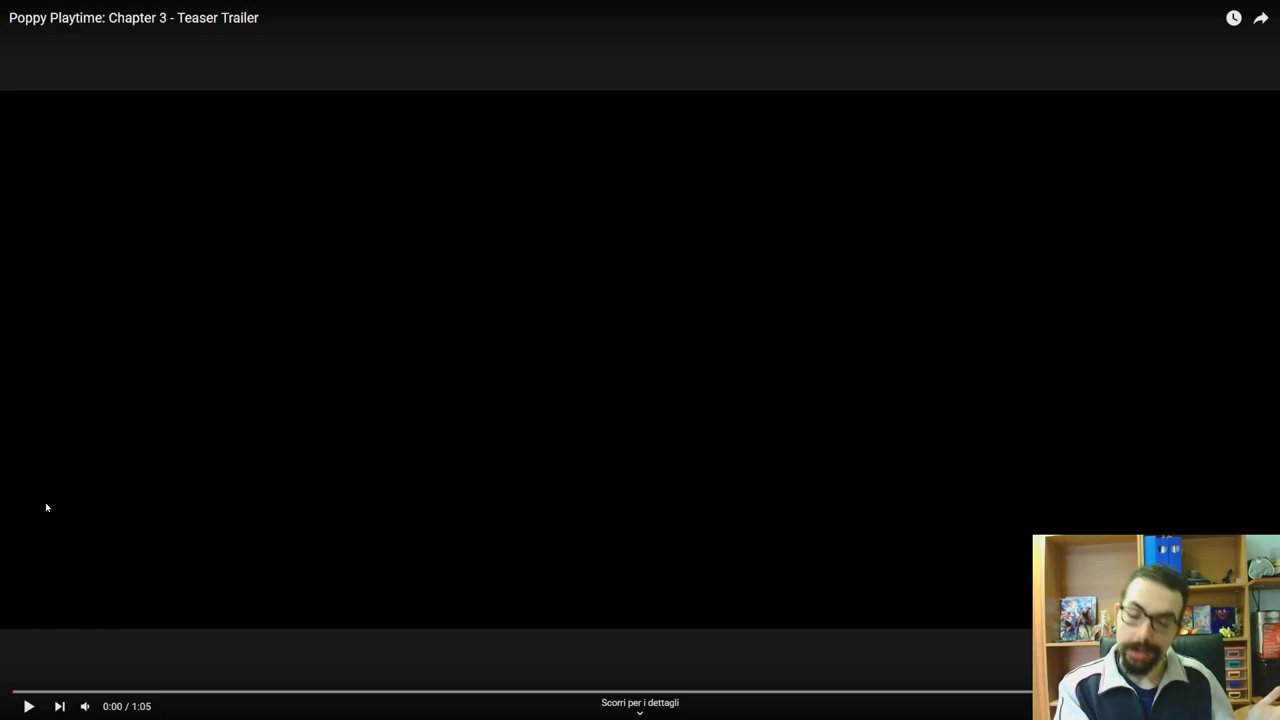 Poppy Playtime: Chapter 3 - Teaser Trailer
0:00 / 1:05
Scorri per i dettagli